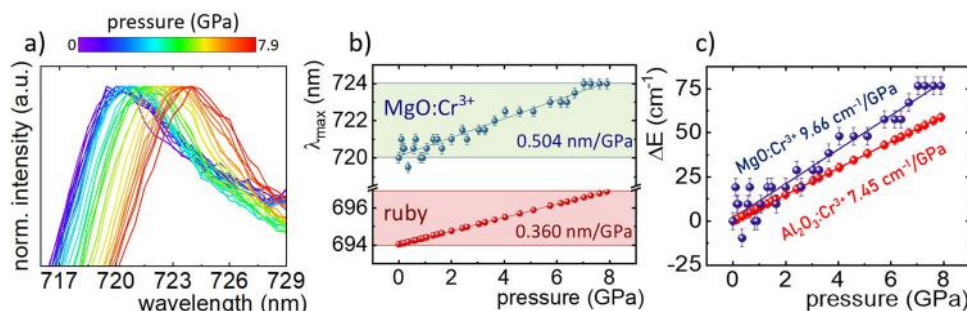 pressure (GPa)
a) 0 7.9
norm. intensity (a.u.)
717 720 723 726 729
wavelength (nm)
b)
λmax (nm)
724
722
720
696
694
MgO:Cr³⁺
0.504 nm/GPa
ruby
0.360 nm/GPa
0 2 4 6 8
pressure (GPa)
c)
ΔE (cm⁻¹)
75
50
25
0
-25
MgO:Cr³⁺ 9.66 cm⁻¹/GPa
Al₂O₃:Cr³⁺ 7.45 cm⁻¹/GPa
0 2 4 6 8
pressure (GPa)